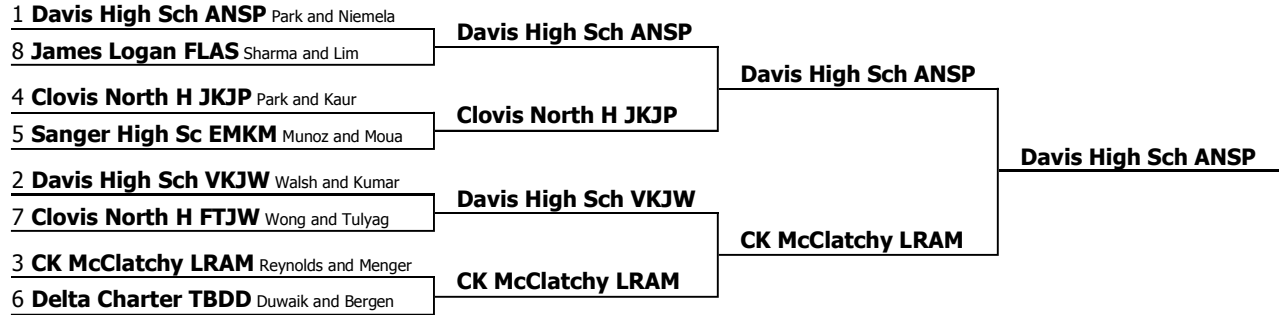 1 Davis High Sch ANSP Park and Niemela
8 James Logan FLAS Sharma and Lim
4 Clovis North H JKJP Park and Kaur
5 Sanger High Sc EMKM Munoz and Moua
2 Davis High Sch VKJW Walsh and Kumar
7 Clovis North H FTJW Wong and Tulyag
3 CK McClatchy LRAM Reynolds and Menger
6 Delta Charter TBDD Duwaik and Bergen
Davis High Sch ANSP
Clovis North H JKJP
Davis High Sch VKJW
CK McClatchy LRAM
Davis High Sch ANSP
CK McClatchy LRAM
Davis High Sch ANSP